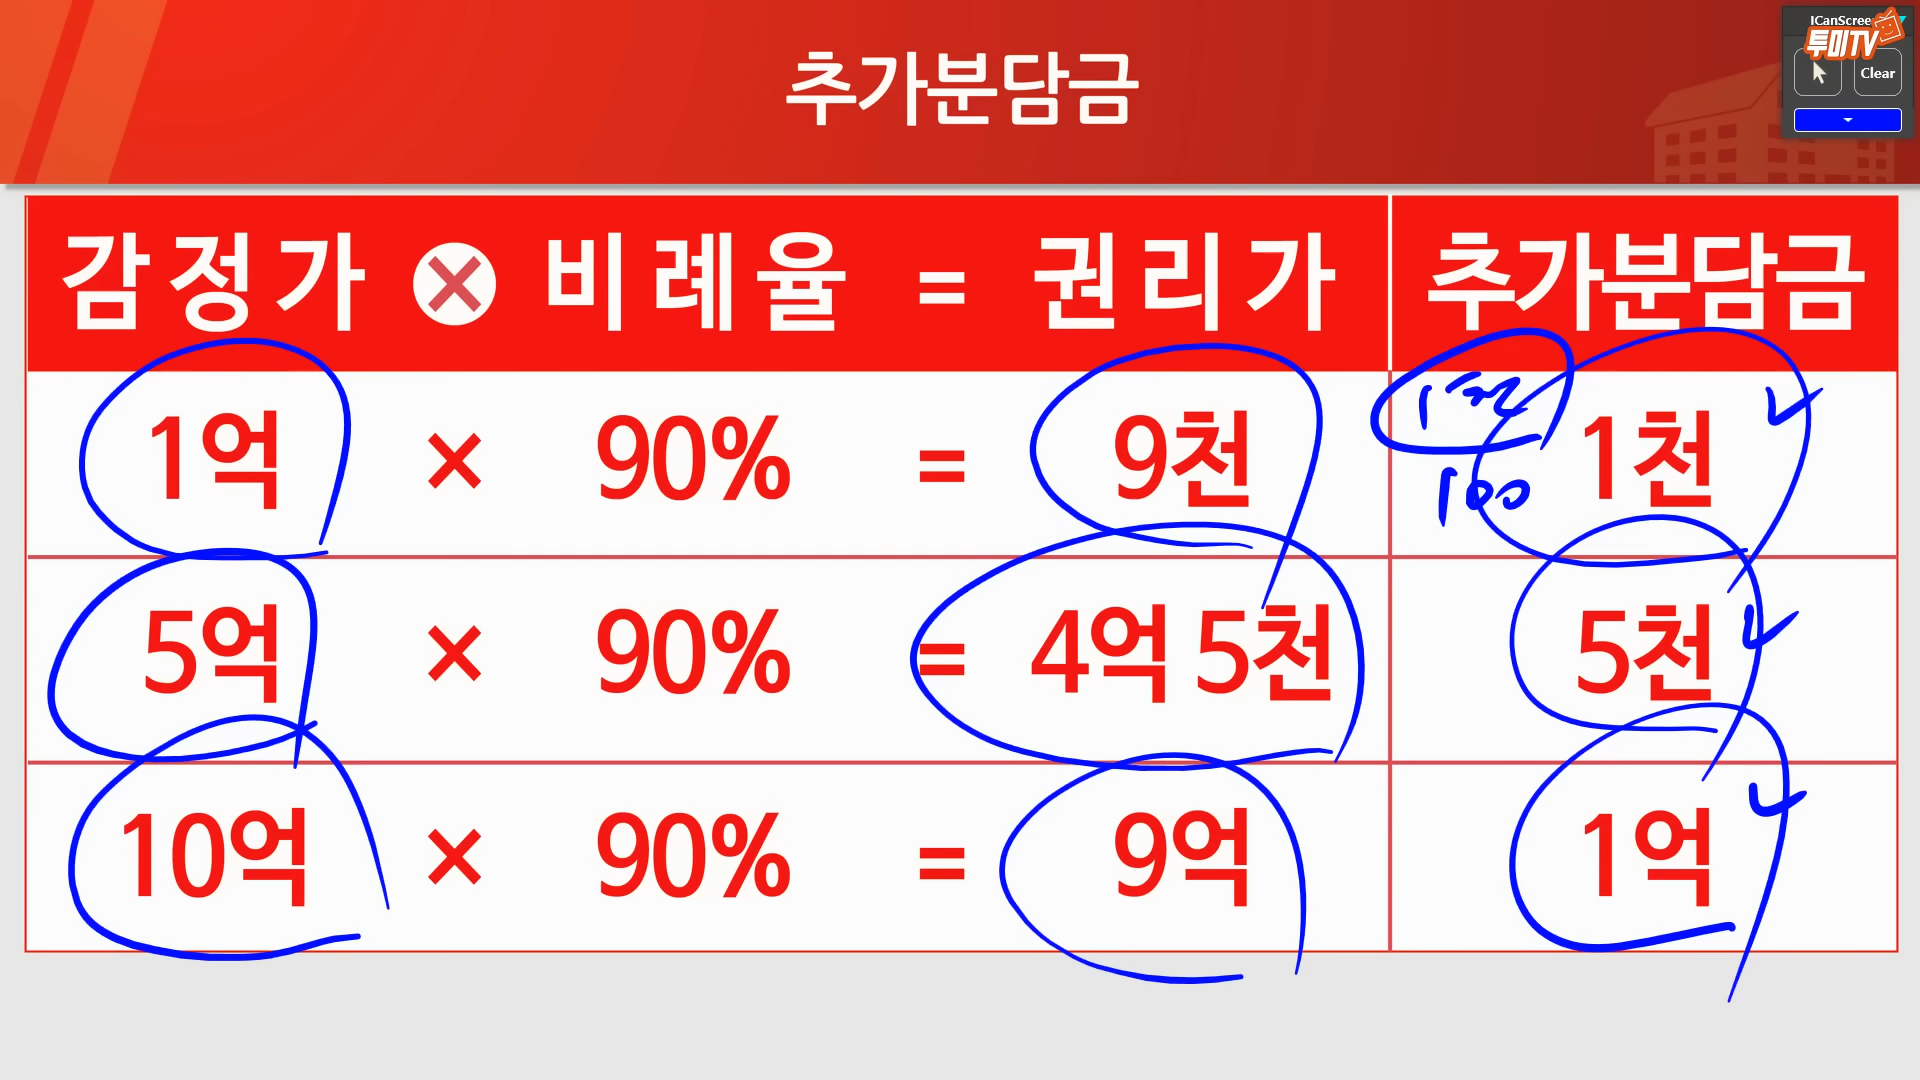 추가분담금
ICanScree
투미TV
Clear
감정가 × 비례율 = 권리가 추가분담금
1억 × 90% = 9천 1천
100
5억 × 90% = 4억 5천 5천
10억 × 90% = 9억 1억